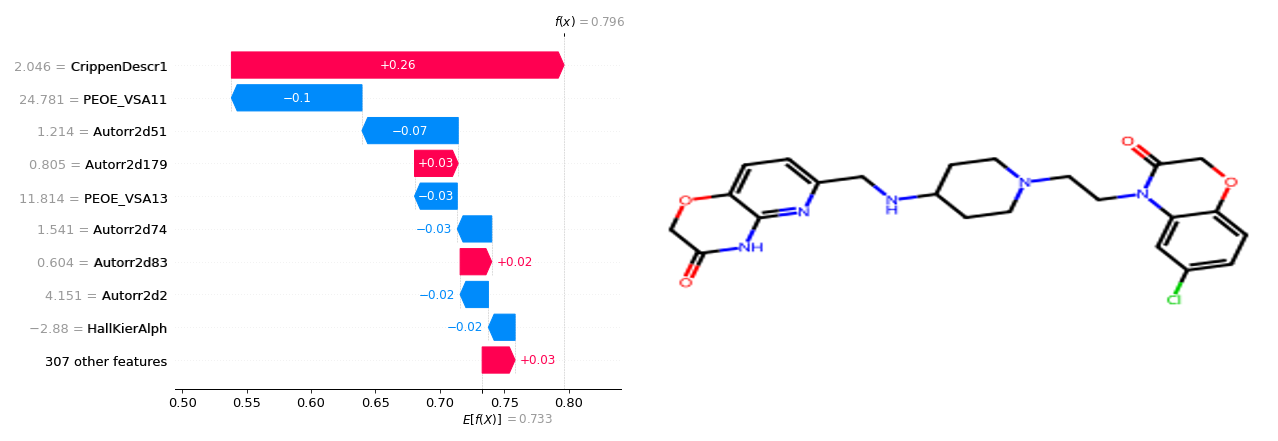 f(x) = 0.796
2.046 = CrippenDescr1 +0.26
24.781 = PEOE_VSA11 −0.1
1.214 = Autorr2d51 −0.07
0.805 = Autorr2d179 +0.03
11.814 = PEOE_VSA13 −0.03
1.541 = Autorr2d74 −0.03
0.604 = Autorr2d83 +0.02
4.151 = Autorr2d2 −0.02
−2.88 = HallKierAlph −0.02
307 other features +0.03
0.50 0.55 0.60 0.65 0.70 0.75 0.80
E[f(X)] = 0.733
O
O
N
O
N
H
N
O
N
NH
O
Cl